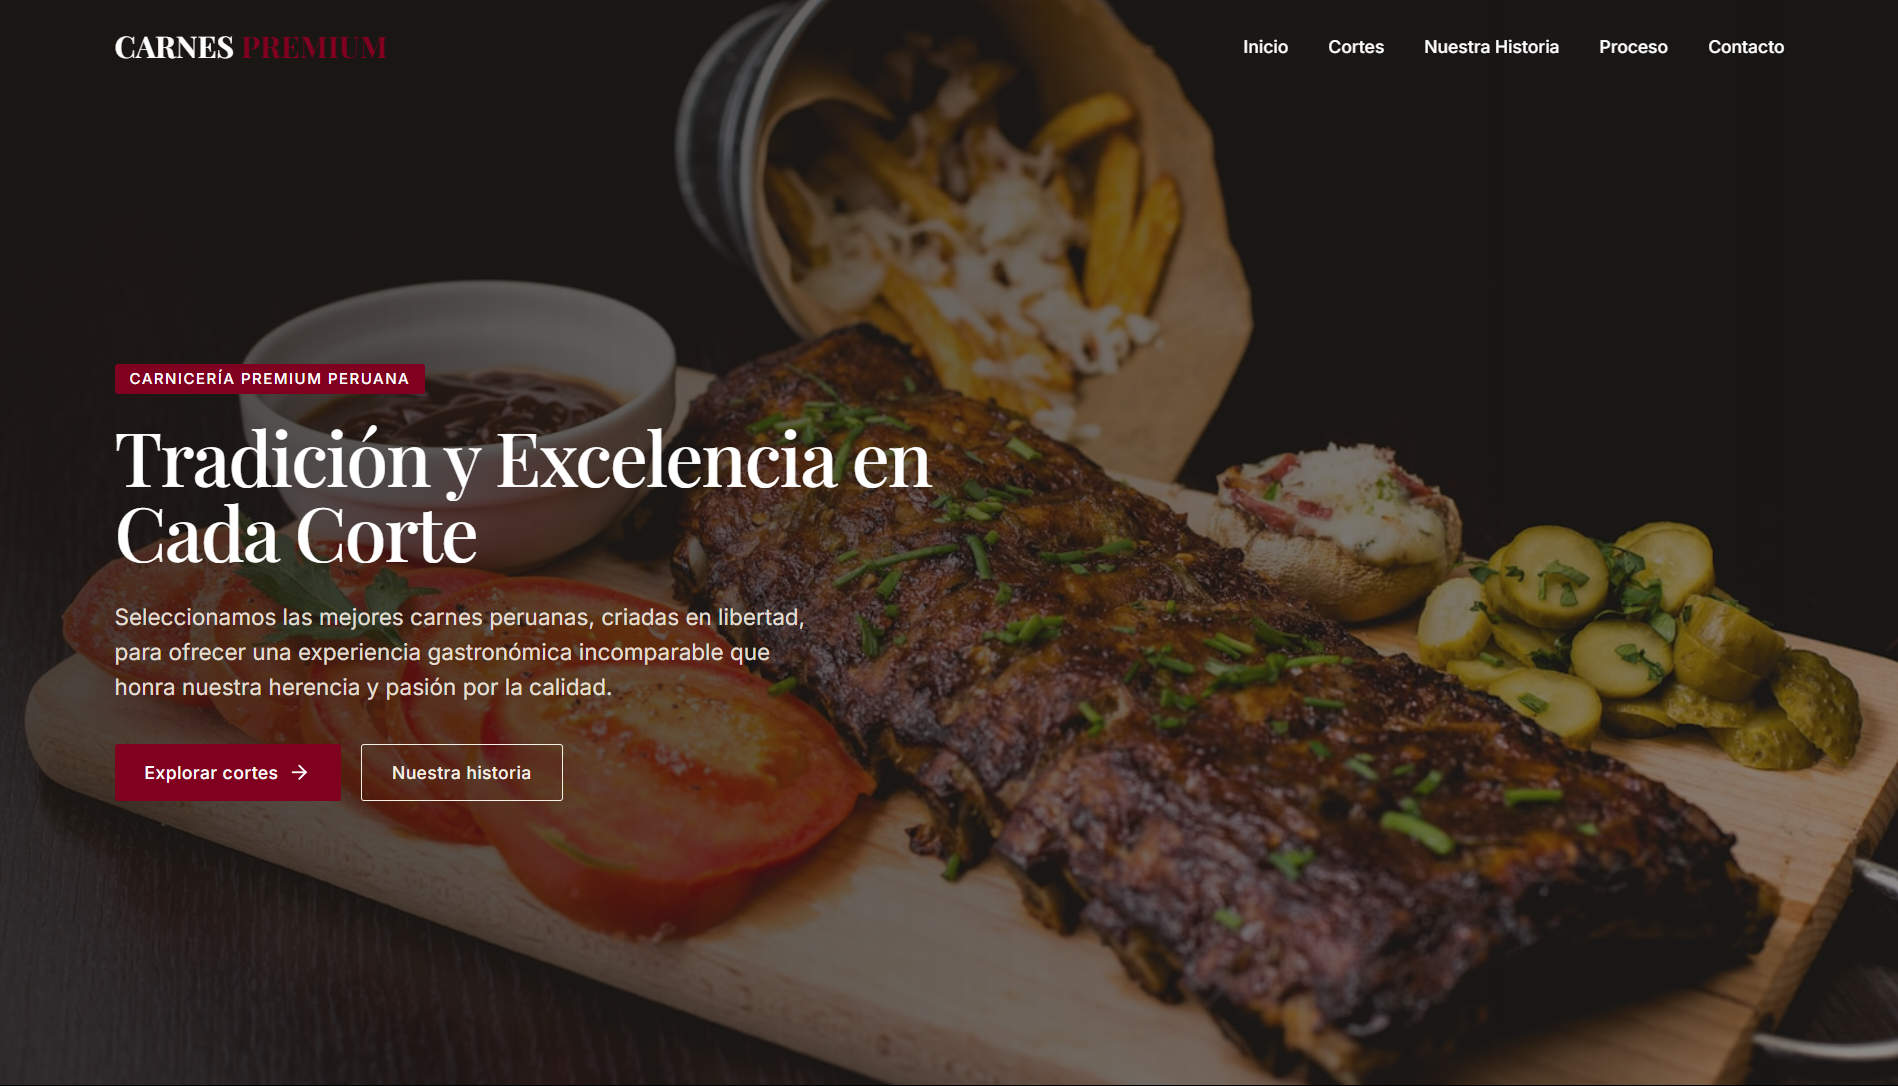 CARNES PREMIUM
Inicio
Cortes
Nuestra Historia
Proceso
Contacto
CARNICERÍA PREMIUM PERUANA
Tradición y Excelencia en
Cada Corte
Seleccionamos las mejores carnes peruanas, criadas en libertad,
para ofrecer una experiencia gastronómica incomparable que
honra nuestra herencia y pasión por la calidad.
Explorar cortes →
Nuestra historia